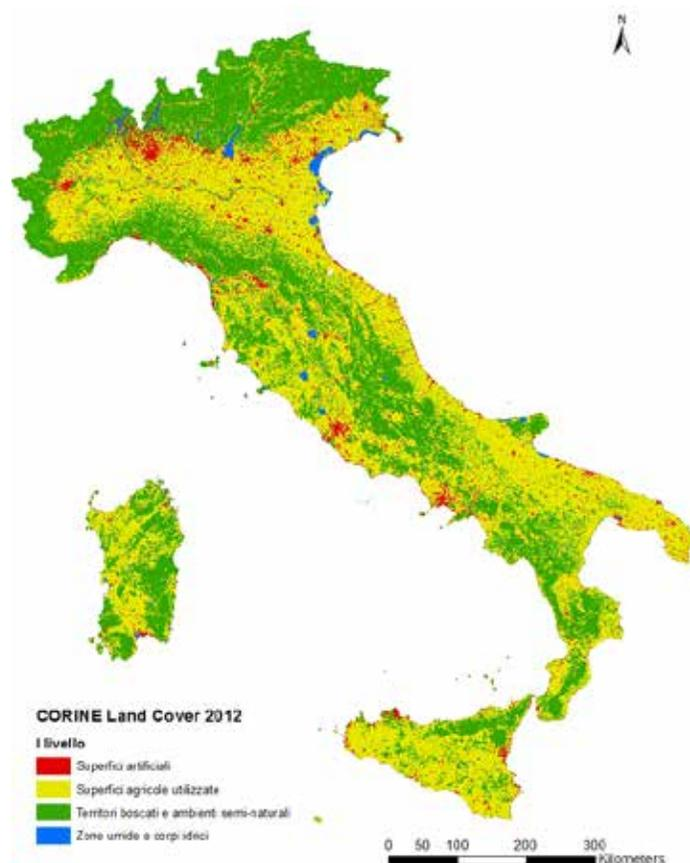 N
CORINE Land Cover 2012
I livello
Superfici artificiali
Superfici agricole utilizzate
Territori boscati e ambienti semi-naturali
Zone umide e corpi idrici
0 50 100 200 300
Kilometers